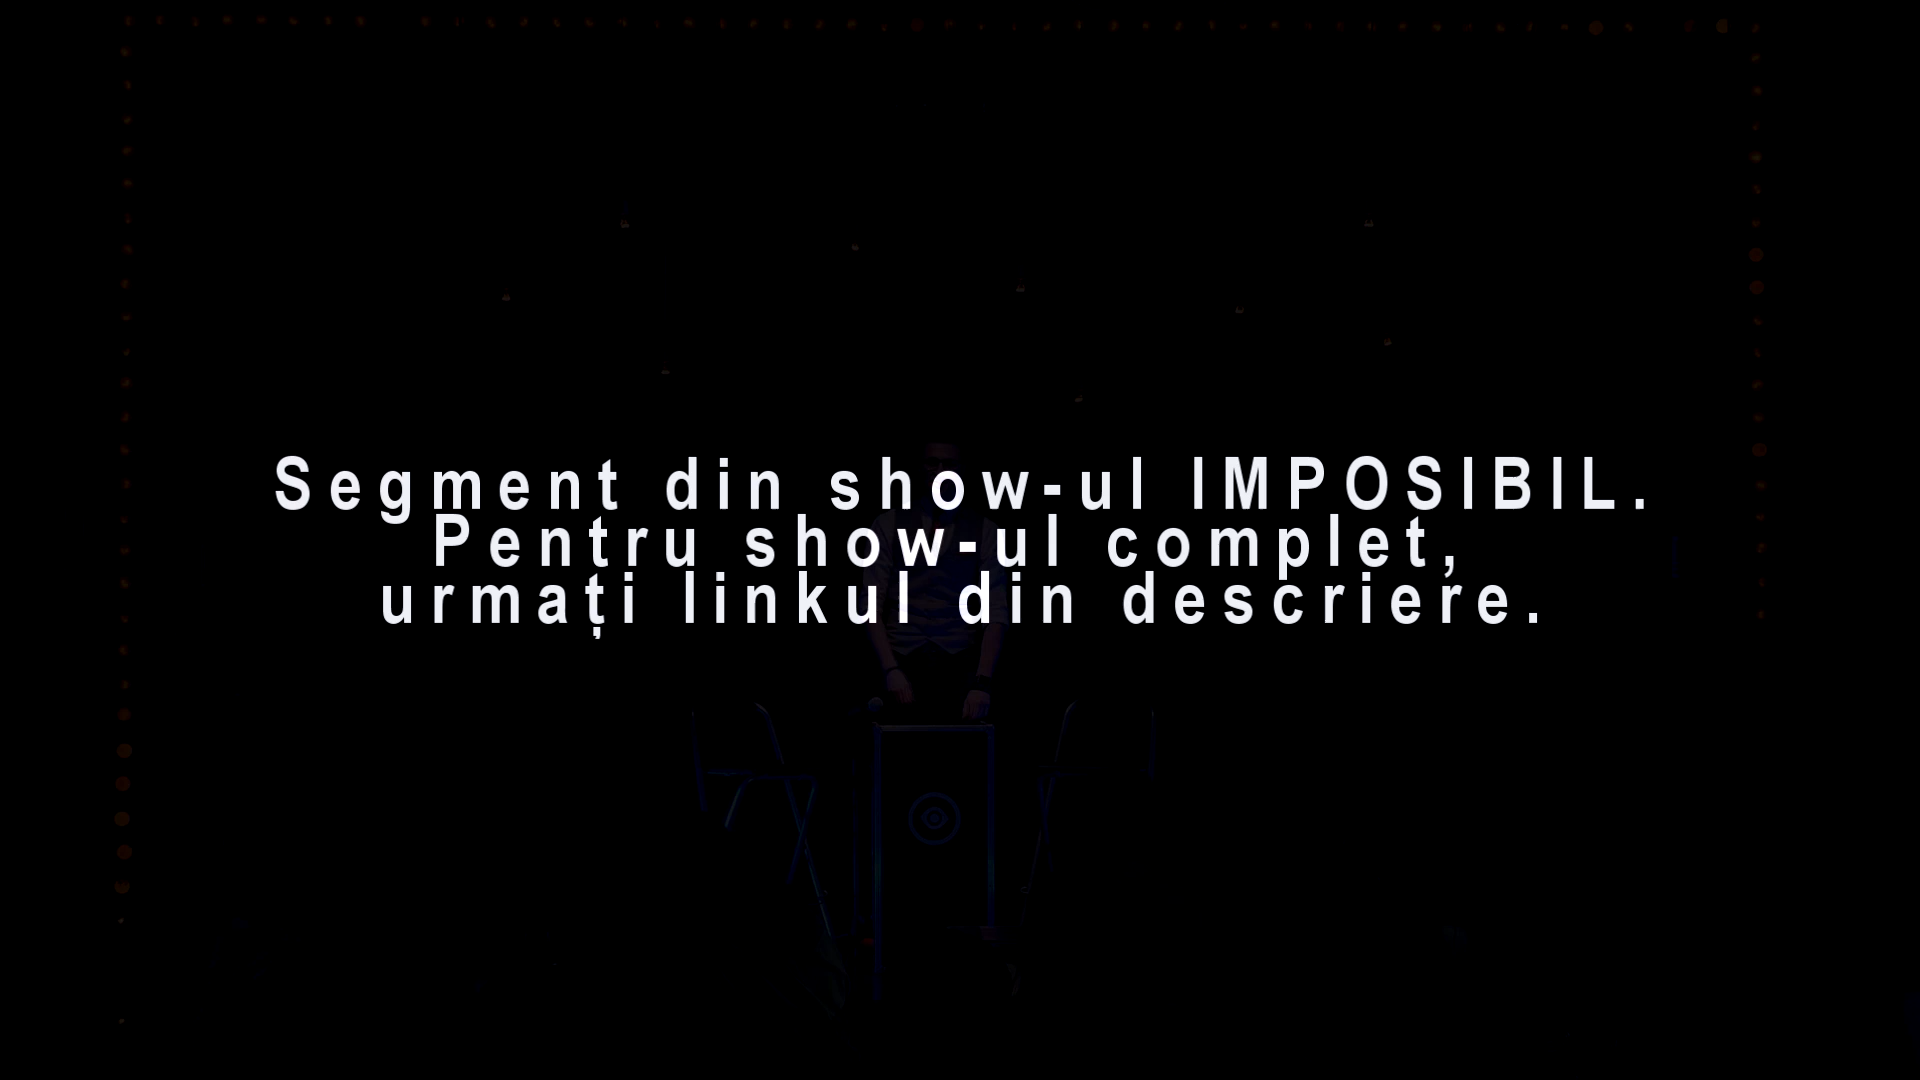 Segment din show-ul IMPOSIBIL.
Pentru show-ul complet,
urmați linkul din descriere.